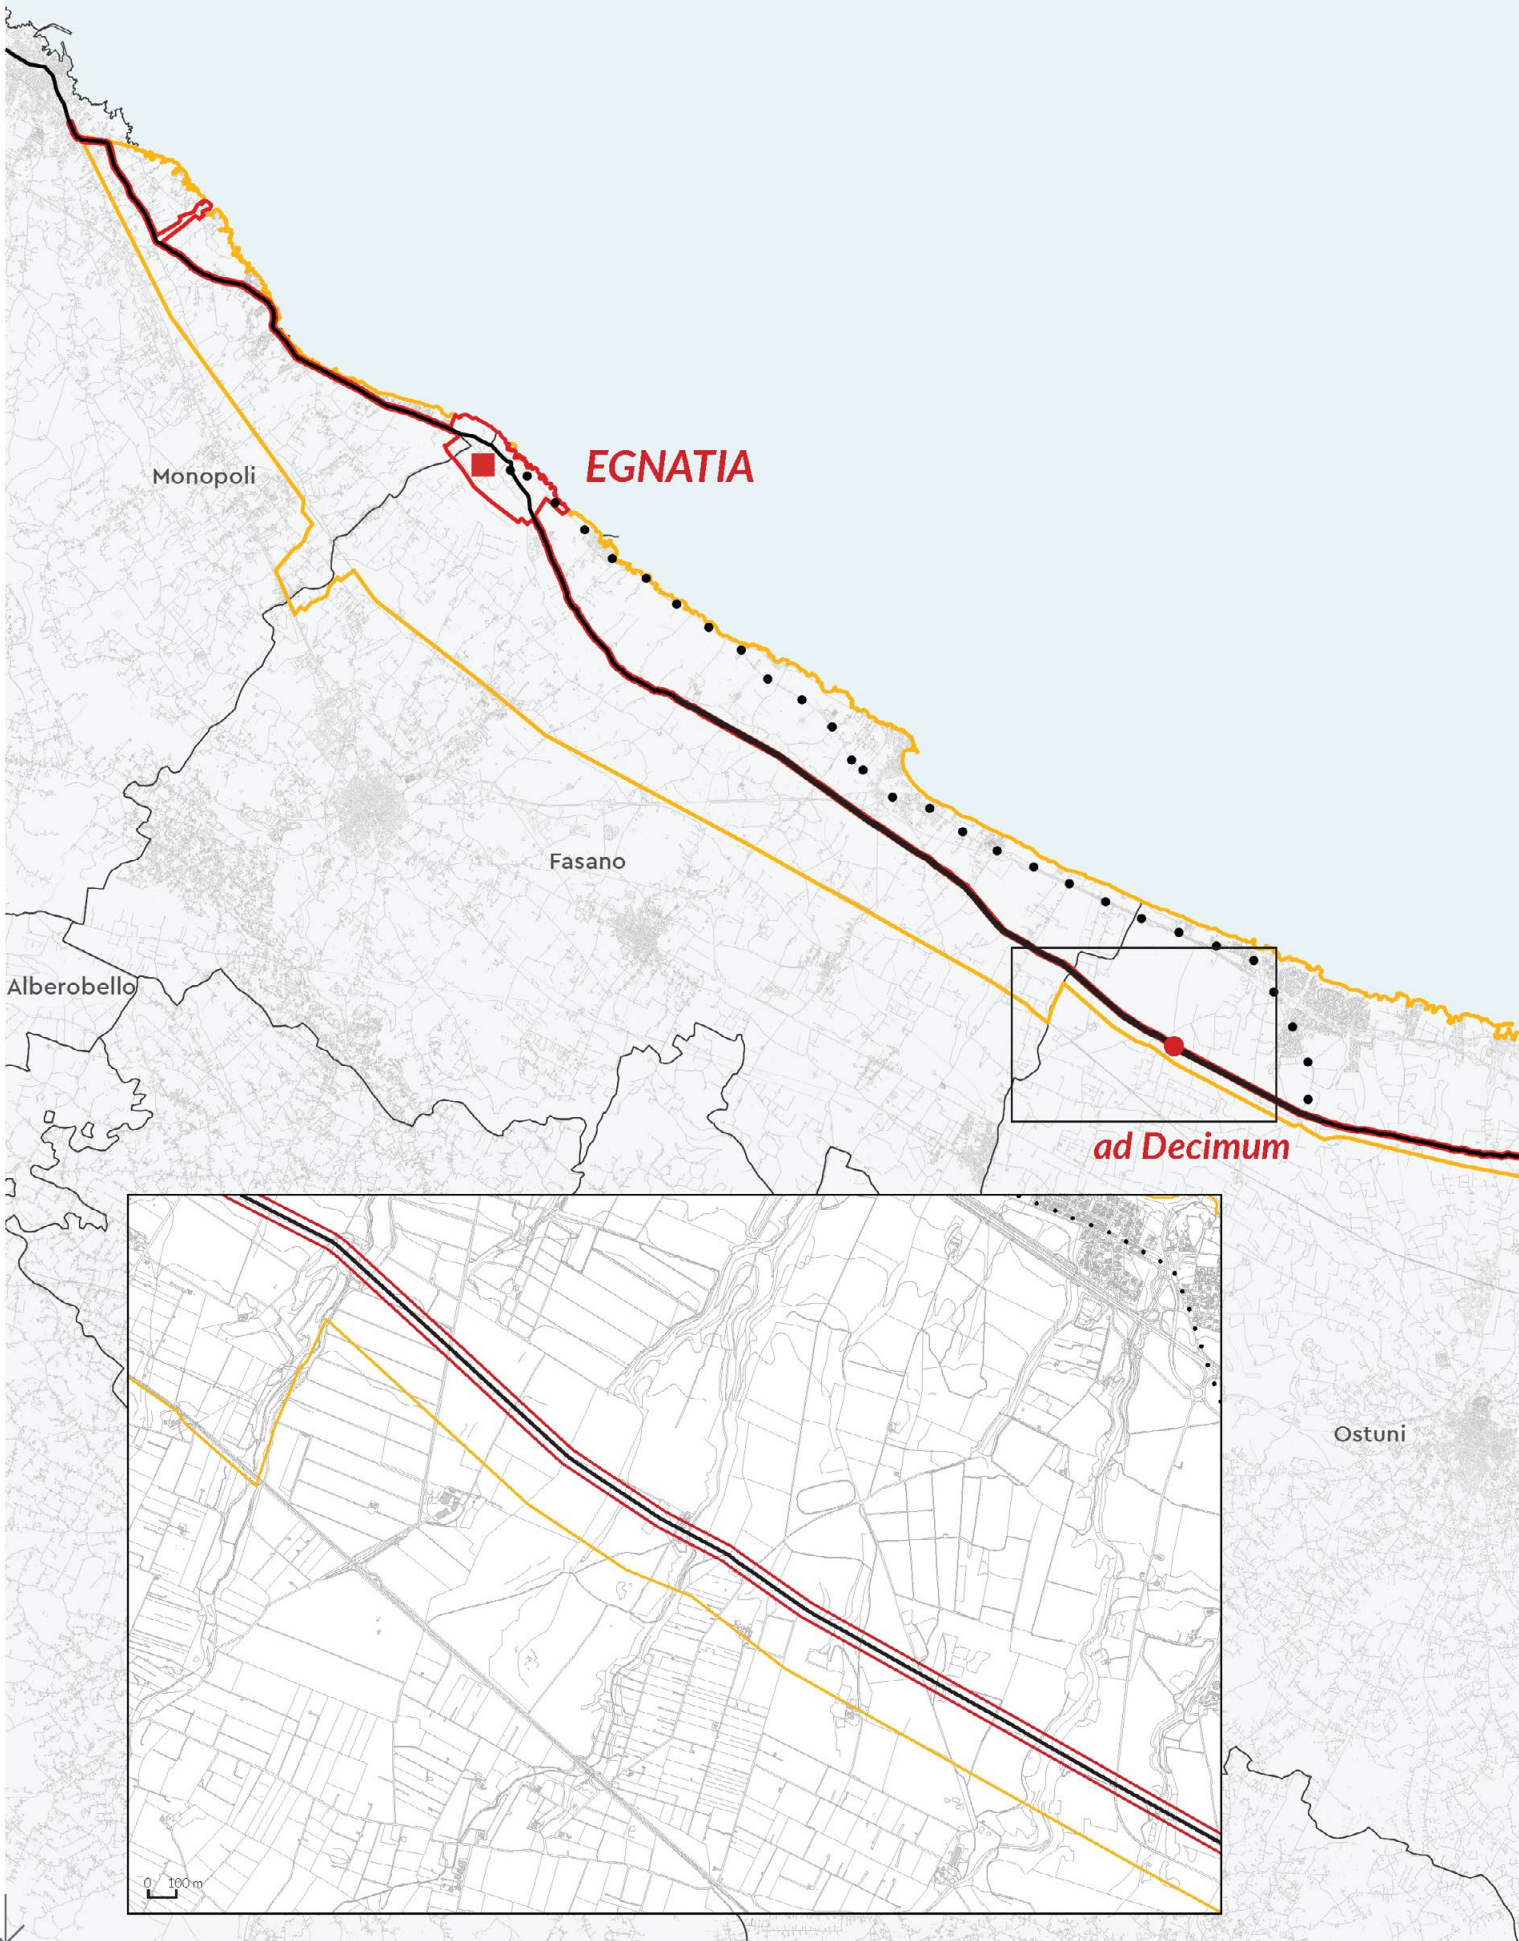 EGNATIA
Monopoli
Fasano
Alberobello
ad Decimum
Ostuni
0 100 m